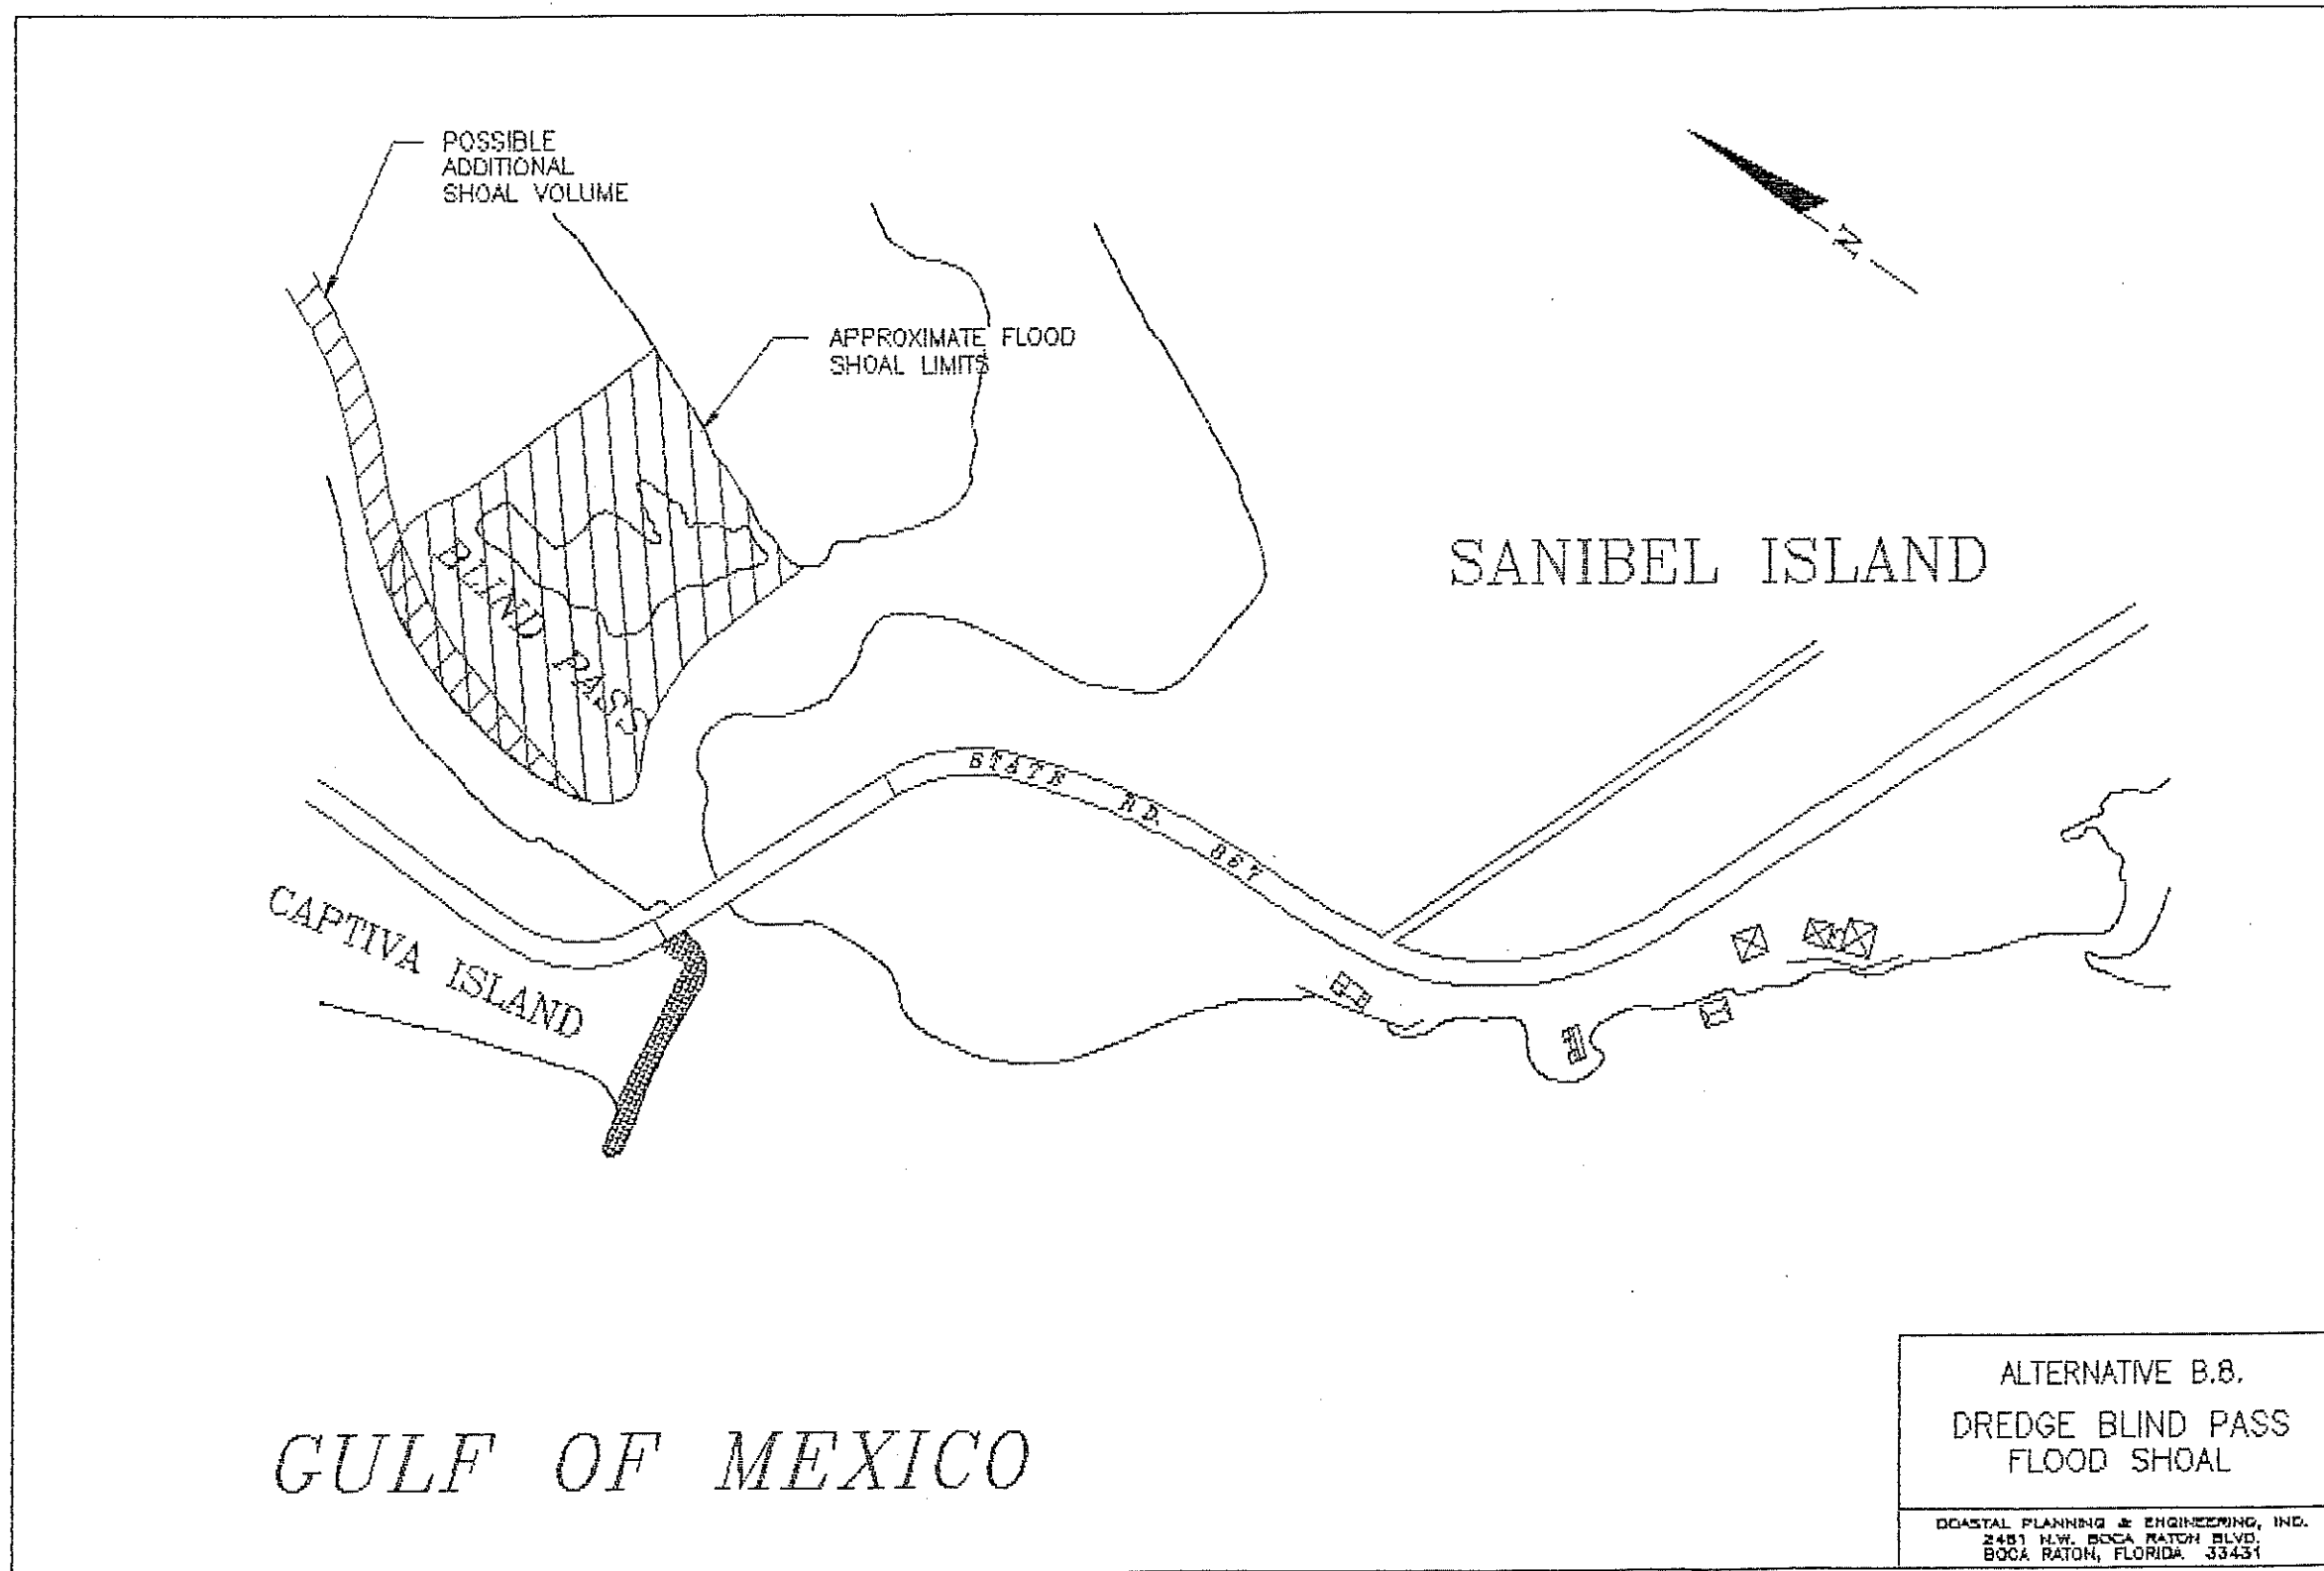 POSSIBLE
ADDITIONAL
SHOAL VOLUME
N
APPROXIMATE FLOOD
SHOAL LIMITS
SANIBEL ISLAND
BLIND PASS
STATE RD. 867
CAPTIVA ISLAND
GULF OF MEXICO
ALTERNATIVE B.8.
DREDGE BLIND PASS
FLOOD SHOAL
COASTAL PLANNING & ENGINEERING, INC.
2481 N.W. BOCA RATON BLVD.
BOCA RATON, FLORIDA 33431